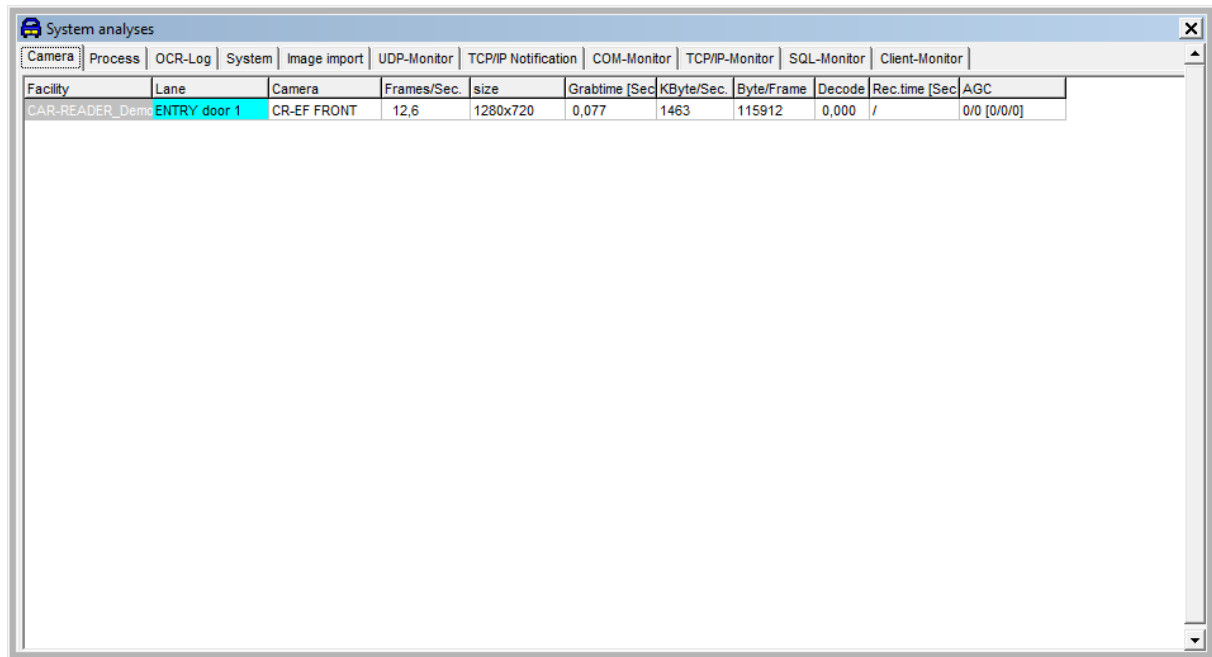 System analyses
Camera Process OCR-Log System Image import UDP-Monitor TCP/IP Notification COM-Monitor TCP/IP-Monitor SQL-Monitor Client-Monitor
Facility Lane Camera Frames/Sec. size Grabtime [Sec KByte/Sec. Byte/Frame Decode Rec.time [Sec AGC
CAR-READER_Demo ENTRY door 1 CR-EF FRONT 12,6 1280x720 0,077 1463 115912 0,000 / 0/0 [0/0/0]